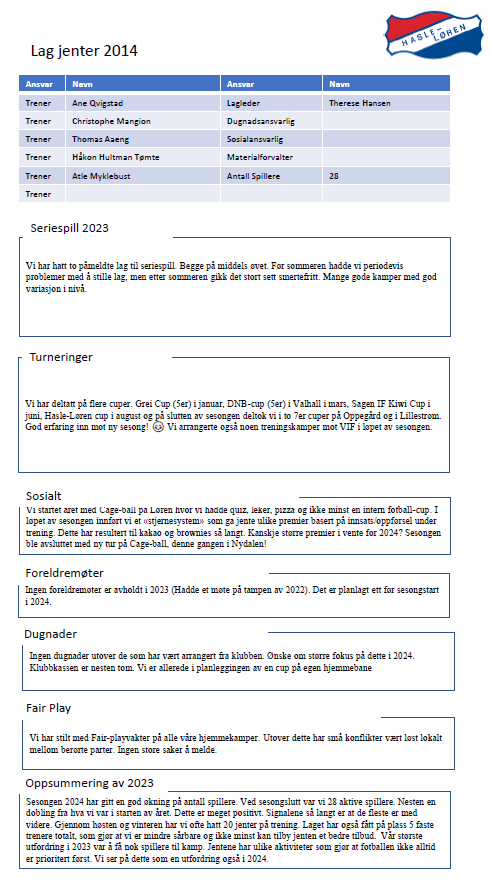 HASLE-LØREN
Lag jenter 2014
Ansvar Navn Ansvar Navn
Trener Ane Qvigstad Lagleder Therese Hansen
Trener Christophe Mangion Dugnadsansvarlig
Trener Thomas Aaeng Sosialansvarlig
Trener Håkon Hultman Tømte Materialforvalter
Trener Atle Myklebust Antall Spillere 28
Trener
Seriespill 2023
Vi har hatt to påmeldte lag til seriespill. Begge på middels øvet. Før sommeren hadde vi periodevis
problemer med å stille lag, men etter sommeren gikk det stort sett smertefritt. Mange gode kamper med god
variasjon i nivå.
Turneringer
Vi har deltatt på flere cuper. Grei Cup (5er) i januar, DNB-cup (5er) i Valhall i mars, Sagen IF Kiwi Cup i
juni, Hasle-Løren cup i august og på slutten av sesongen deltok vi i to 7er cuper på Oppegård og i Lillestrøm.
God erfaring inn mot ny sesong! 😊 Vi arrangerte også noen treningskamper mot VIF i løpet av sesongen.
Sosialt
Vi startet året med Cage-ball på Løren hvor vi hadde quiz, leker, pizza og ikke minst en intern fotball-cup. I
løpet av sesongen innført vi et «stjernesystem» som ga jente ulike premier basert på innsats/oppførsel under
trening. Dette har resultert til kakao og brownies så langt. Kanskje større premier i vente for 2024? Sesongen
ble avsluttet med ny tur på Cage-ball, denne gangen i Nydalen!
Foreldremøter
Ingen foreldremøter er avholdt i 2023 (Hadde et møte på tampen av 2022). Det er planlagt ett før sesongstart
i 2024.
Dugnader
Ingen dugnader utover de som har vært arrangert fra klubben. Ønske om større fokus på dette i 2024.
Klubbkassen er nesten tom. Vi er allerede i planleggingen av en cup på egen hjemmebane
Fair Play
Vi har stilt med Fair-playvakter på alle våre hjemmekamper. Utover dette har små konflikter vært løst lokalt
mellom berørte parter. Ingen store saker å melde.
Oppsummering av 2023
Sesongen 2024 har gitt en god økning på antall spillere. Ved sesongslutt var vi 28 aktive spillere. Nesten en
dobling fra hva vi var i starten av året. Dette er meget positivt. Signalene så langt er at de fleste er med
videre. Gjennom høsten og vinteren har vi ofte hatt 20 jenter på trening. Laget har også fått på plass 5 faste
trenere totalt, som gjør at vi er mindre sårbare og ikke minst kan tilby jenten et bedre tilbud. Vår største
utfordring i 2023 var å få nok spillere til kamp. Jentene har ulike aktiviteter som gjør at fotballen ikke alltid
er prioritert først. Vi ser på dette som en utfordring også i 2024.